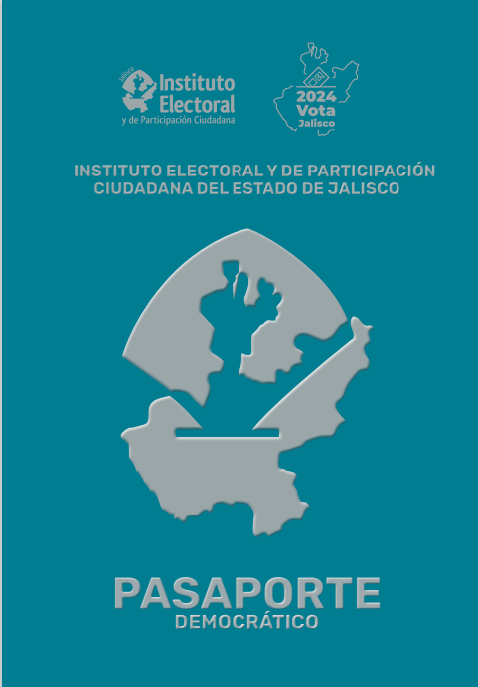 Jalisco
Instituto
Electoral
y de Participación Ciudadana
2024
Vota
Jalisco
INSTITUTO ELECTORAL Y DE PARTICIPACIÓN
CIUDADANA DEL ESTADO DE JALISCO
PASAPORTE
DEMOCRÁTICO